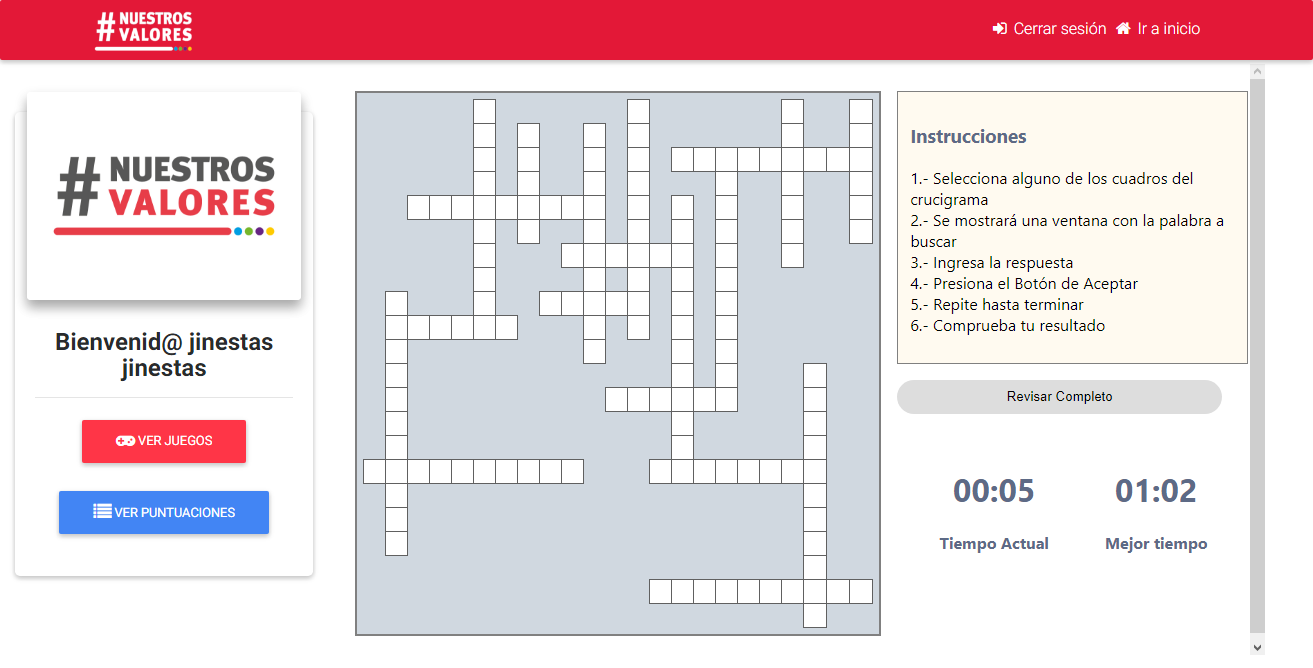 #NUESTROS
VALORES
Cerrar sesión Ir a inicio
#NUESTROS
VALORES
Bienvenid@ jinestas
jinestas
VER JUEGOS
VER PUNTUACIONES
Instrucciones
1.- Selecciona alguno de los cuadros del
crucigrama
2.- Se mostrará una ventana con la palabra a
buscar
3.- Ingresa la respuesta
4.- Presiona el Botón de Aceptar
5.- Repite hasta terminar
6.- Comprueba tu resultado
Revisar Completo
00:05 01:02
Tiempo Actual Mejor tiempo